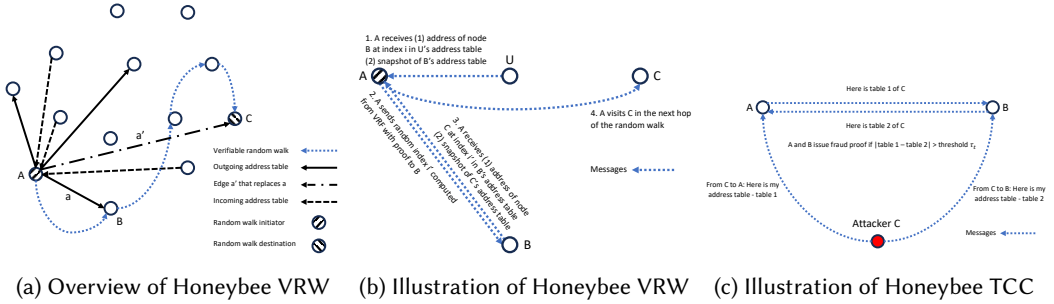 A
a'
C
a
B
Verifiable random walk
Outgoing address table
Edge a' that replaces a
Incoming address table
Random walk initiator
Random walk destination
(a) Overview of Honeybee VRW
1. A receives (1) address of node
B at index i in U's address table
(2) snapshot of B's address table
A
U
C
2. A sends random index i' computed
from VRF with proof to B
3. A receives (1) address of node
C at index i' in B's address table
(2) snapshot of C's address table
4. A visits C in the next hop
of the random walk
Messages
B
(b) Illustration of Honeybee VRW
Here is table 1 of C
A
B
Here is table 2 of C
A and B issue fraud proof if |table 1 – table 2| > threshold τs
From C to A: Here is my
address table - table 1
From C to B: Here is my
address table - table 2
Attacker C
Messages
(c) Illustration of Honeybee TCC